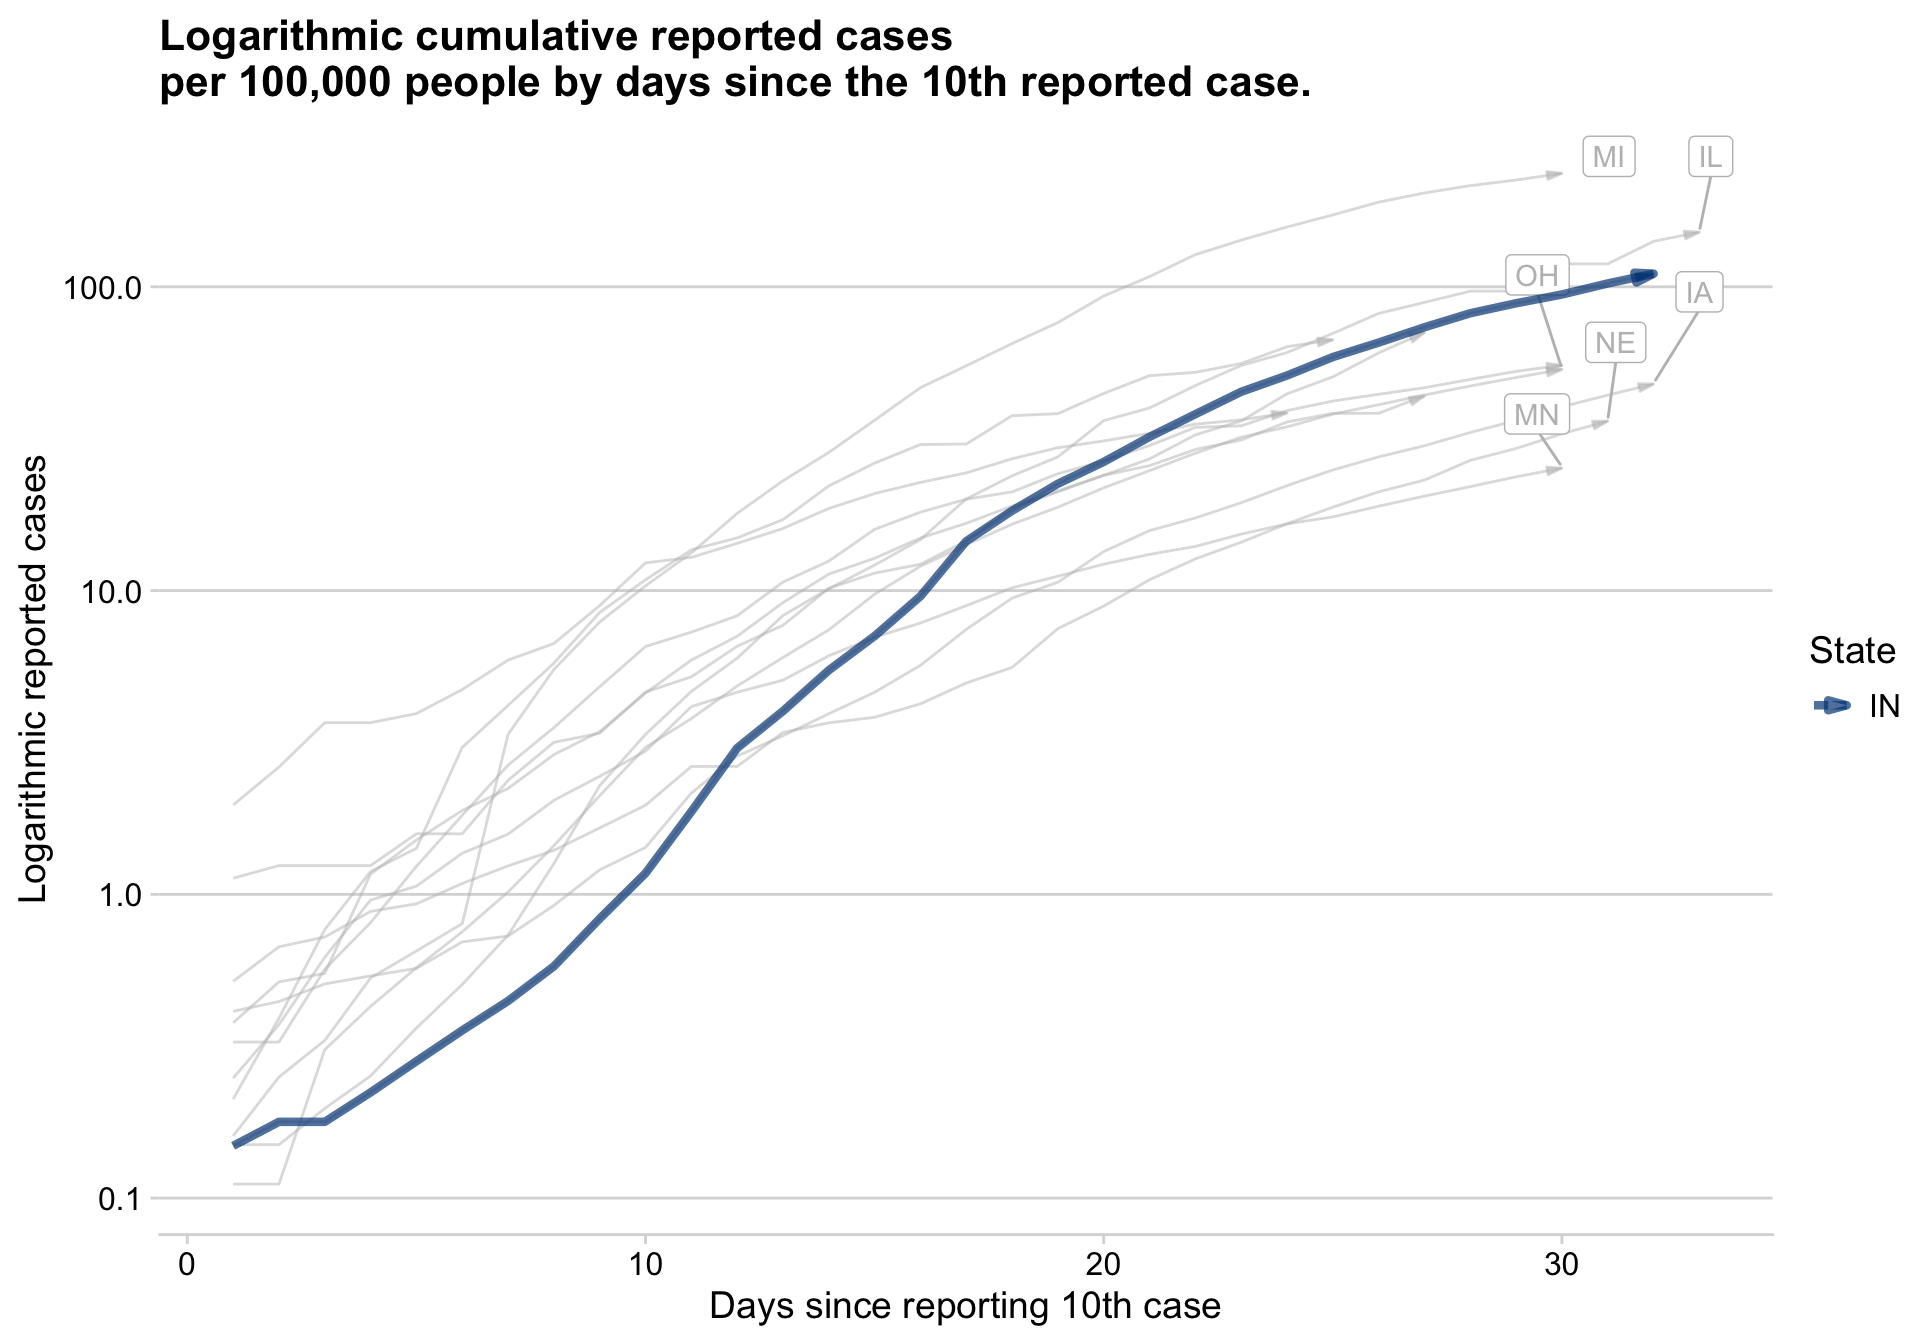 Logarithmic cumulative reported cases
per 100,000 people by days since the 10th reported case.
MI
IL
OH
IA
NE
MN
100.0
10.0
1.0
0.1
Logarithmic reported cases
0
10
20
30
Days since reporting 10th case
State
IN